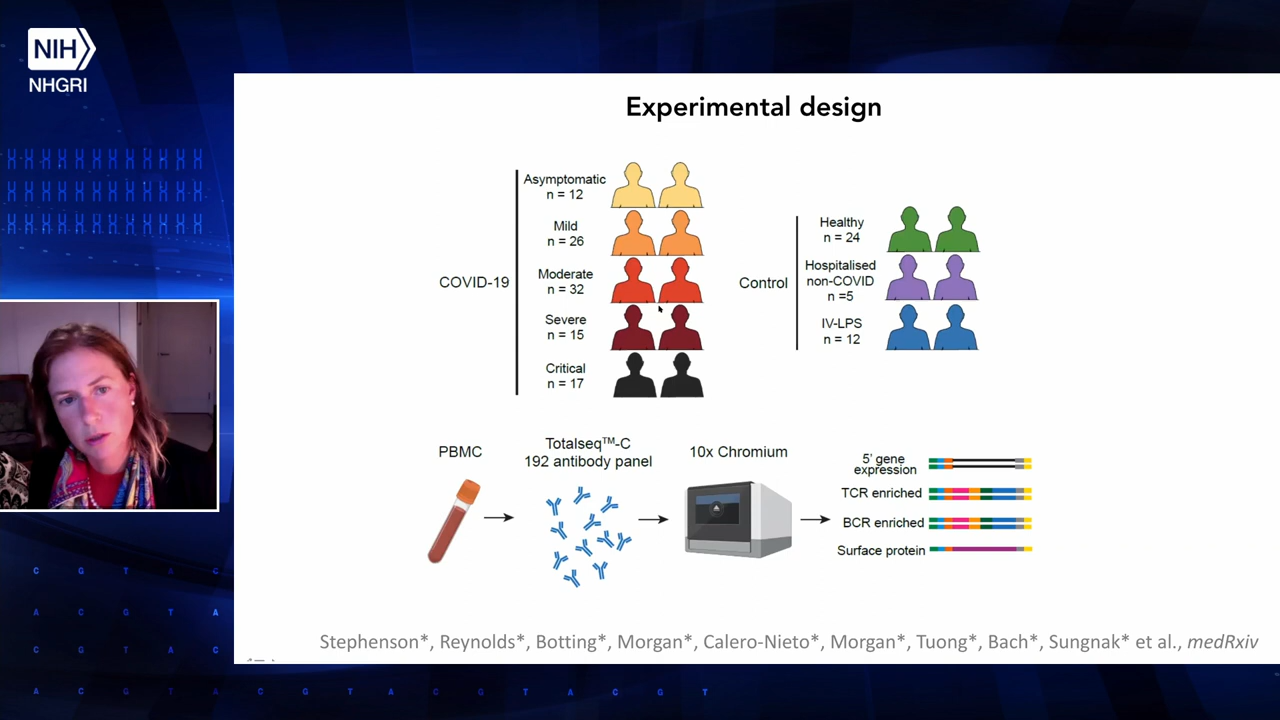 NIH
NHGRI
Experimental design
Asymptomatic
n = 12
Mild
n = 26
COVID-19
Moderate
n = 32
Severe
n = 15
Critical
n = 17
Control
Healthy
n = 24
Hospitalised
non-COVID
n =5
IV-LPS
n = 12
PBMC
Totalseq™-C
192 antibody panel
10x Chromium
5' gene
expression
TCR enriched
BCR enriched
Surface protein
Stephenson*, Reynolds*, Botting*, Morgan*, Calero-Nieto*, Morgan*, Tuong*, Bach*, Sungnak* et al., medRxiv
C G T A C
A C G T A
C G T A C
A C G T A C G T A C G T A C G T